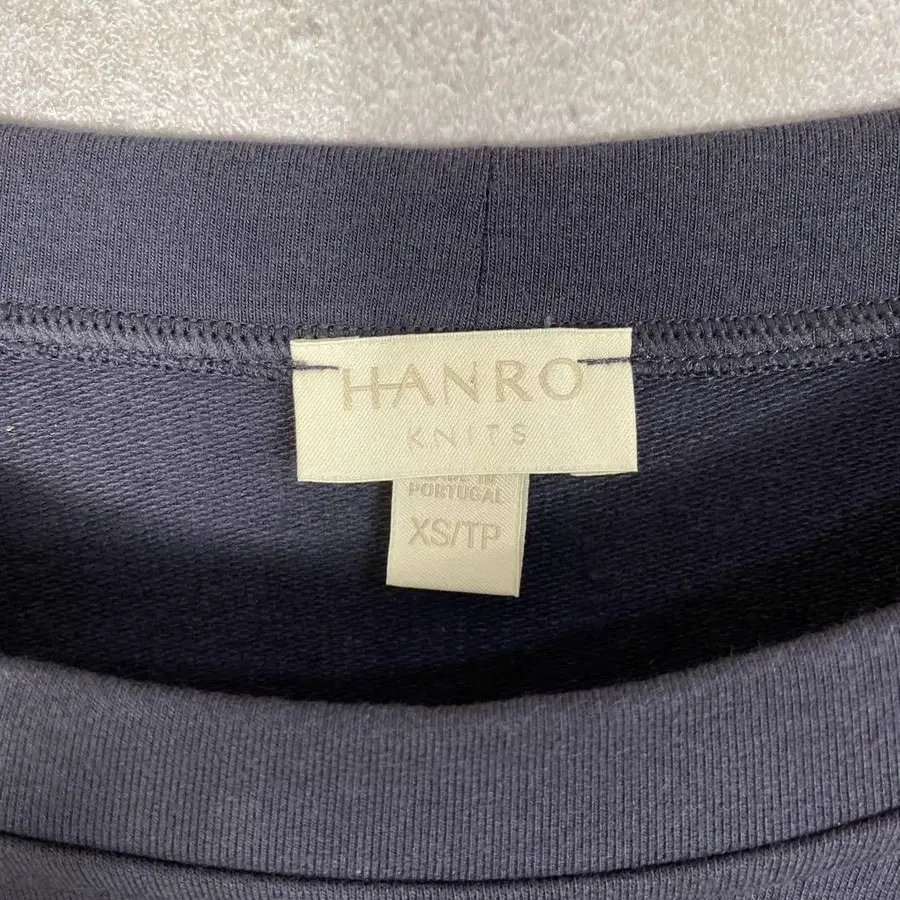 HANRO
KNITS
MADE IN
PORTUGAL
XS/TP